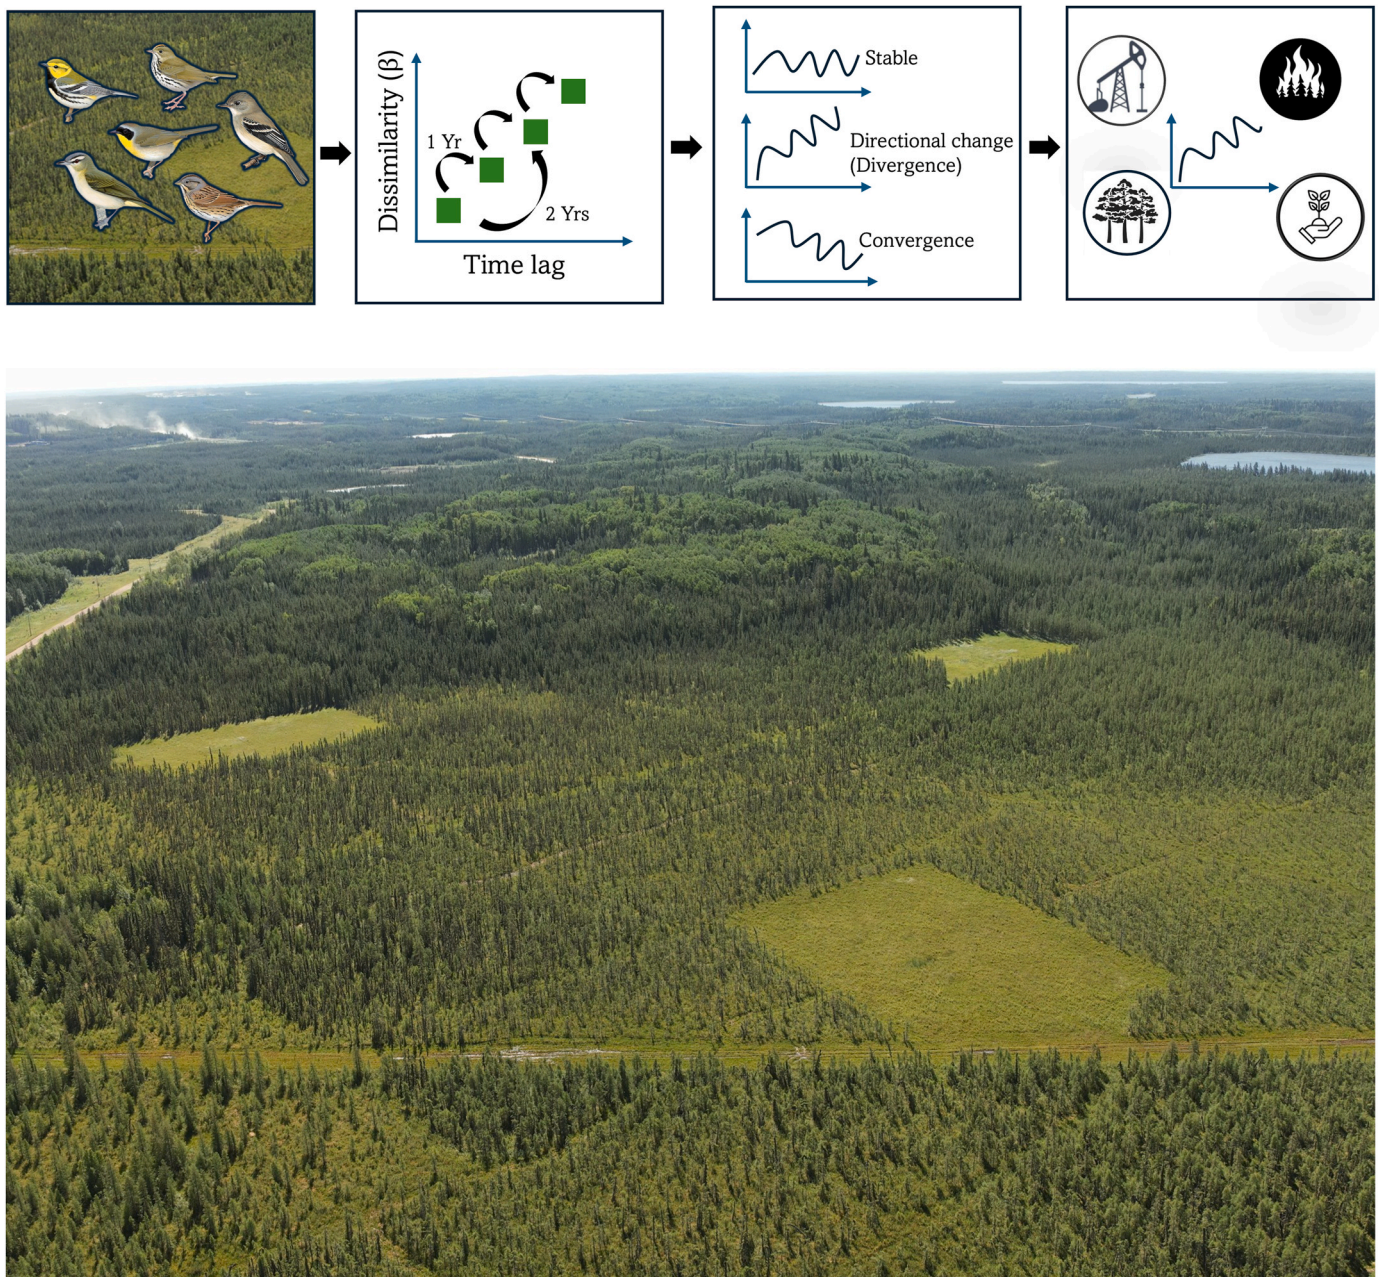 Dissimilarity (β)
1 Yr
2 Yrs
Time lag
Stable
Directional change
(Divergence)
Convergence